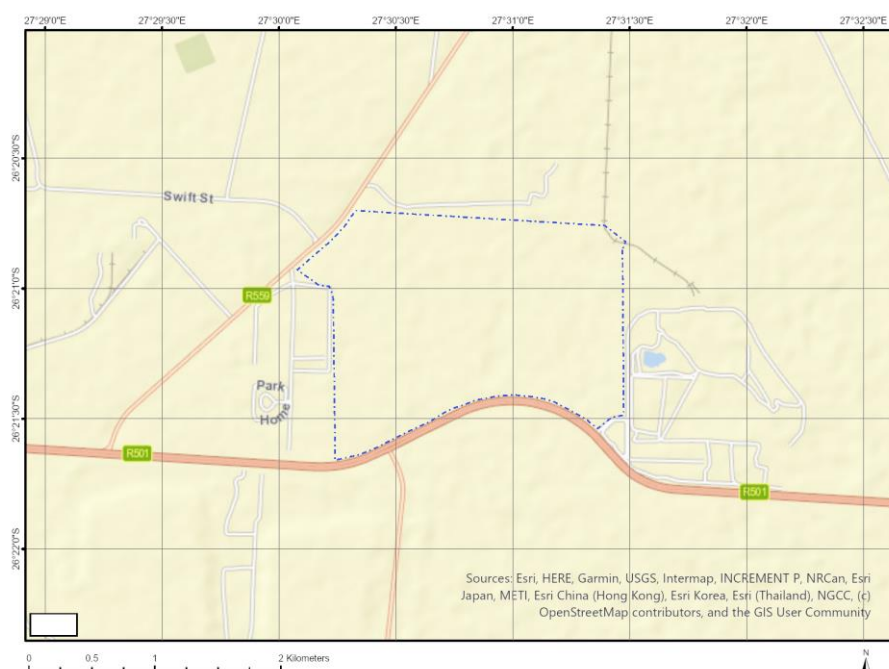 27°29'0"E 27°29'30"E 27°30'0"E 27°30'30"E 27°31'0"E 27°31'30"E 27°32'0"E 27°32'30"E
26°20'30"S
Swift St
26°21'0"S
R559
Park
Home
26°21'30"S
R501
R501
26°22'0"S
Sources: Esri, HERE, Garmin, USGS, Intermap, INCREMENT P, NRCan, Esri
Japan, METI, Esri China (Hong Kong), Esri Korea, Esri (Thailand), NGCC, (c)
OpenStreetMap contributors, and the GIS User Community
0 0.5 1 2 Kilometers
N